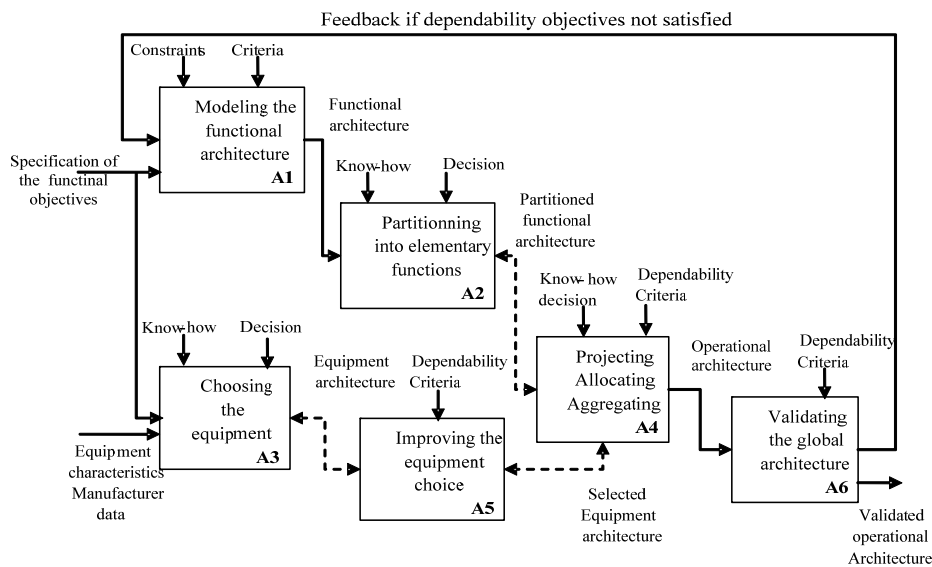 Feedback if dependability objectives not satisfied
Constraints
Criteria
Modeling the
functional
architecture
A1
Functional
architecture
Specification of
the functinal
objectives
Know-how
Decision
Partitionning
into elementary
functions
A2
Partitioned
functional
architecture
Know-how
decision
Dependability
Criteria
Projecting
Allocating
Aggregating
A4
Operational
architecture
Dependability
Criteria
Validating
the global
architecture
A6
Validated
operational
Architecture
Know-how
Decision
Choosing
the
equipment
A3
Equipment
characteristics
Manufacturer
data
Equipment
architecture
Dependability
Criteria
Improving the
equipment
choice
A5
Selected
Equipment
architecture